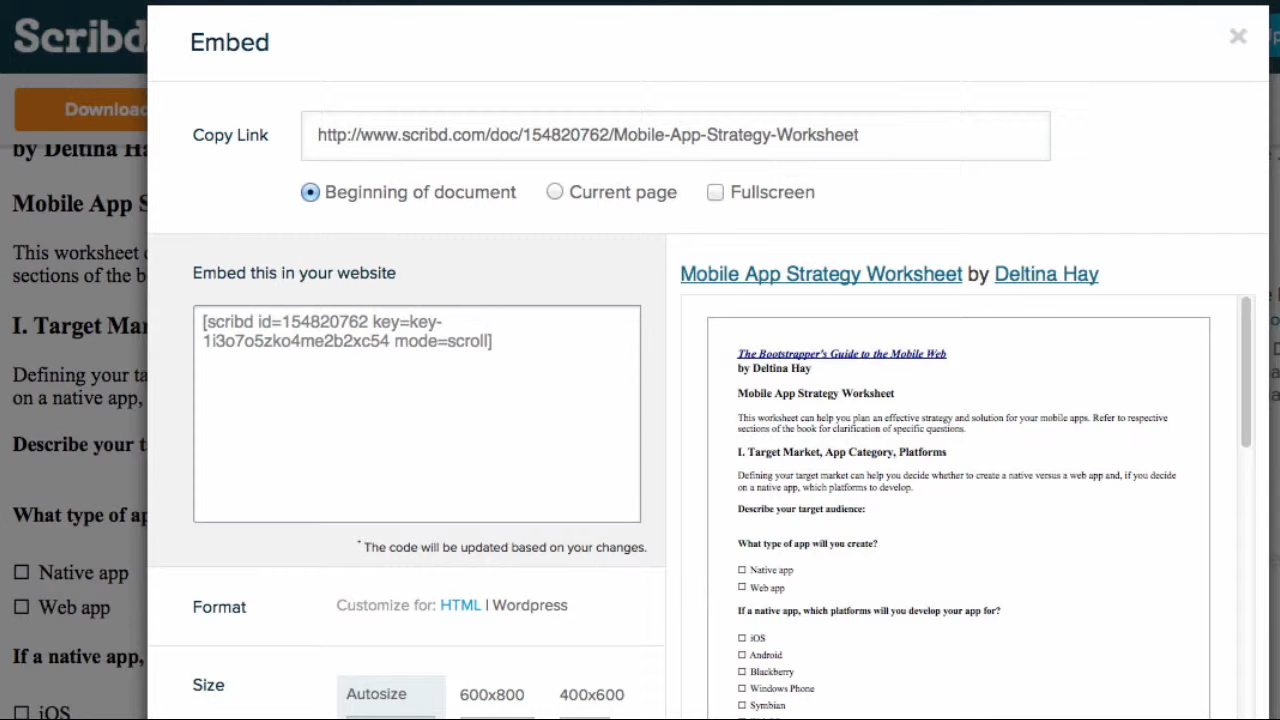 Scribd
Embed
Download
Copy Link
http://www.scribd.com/doc/154820762/Mobile-App-Strategy-Worksheet
Beginning of document
Current page
Fullscreen
by Deltina Ha
Mobile App S
This worksheet
sections of the b
I. Target Mar
Defining your ta
on a native app,
Describe your t
What type of ap
Native app
Web app
If a native app,
iOS
Embed this in your website
[scribd id=154820762 key=key-
1i3o7o5zko4me2b2xc54 mode=scroll]
* The code will be updated based on your changes.
Format
Customize for: HTML | Wordpress
Size
Autosize
600x800
400x600
Mobile App Strategy Worksheet by Deltina Hay
The Bootstrapper's Guide to the Mobile Web
by Deltina Hay
Mobile App Strategy Worksheet
This worksheet can help you plan an effective strategy and solution for your mobile apps. Refer to respective
sections of the book for clarification of specific questions.
I. Target Market, App Category, Platforms
Defining your target market can help you decide whether to create a native versus a web app and, if you decide
on a native app, which platforms to develop.
Describe your target audience:
What type of app will you create?
Native app
Web app
If a native app, which platforms will you develop your app for?
iOS
Android
Blackberry
Windows Phone
Symbian